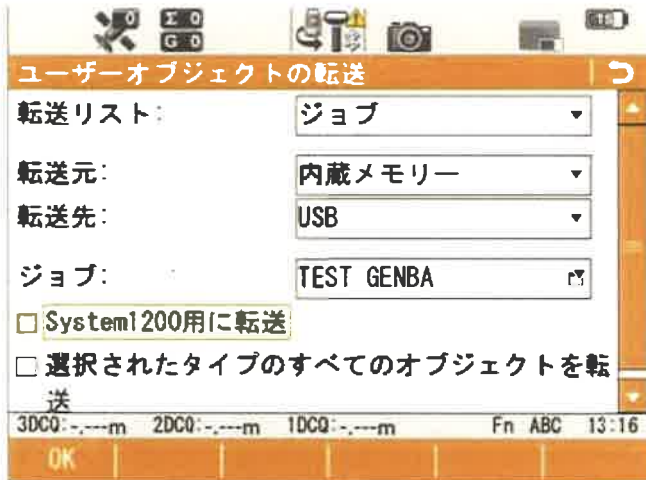 0 Σ 0
G 0
ユーザーオブジェクトの転送
転送リスト: ジョブ
転送元: 内蔵メモリー
転送先: USB
ジョブ: TEST GENBA
System1200用に転送
選択されたタイプのすべてのオブジェクトを転
送
3DCQ:-.---m 2DCQ:-.---m 1DCQ:-.---m Fn ABC 13:16
OK